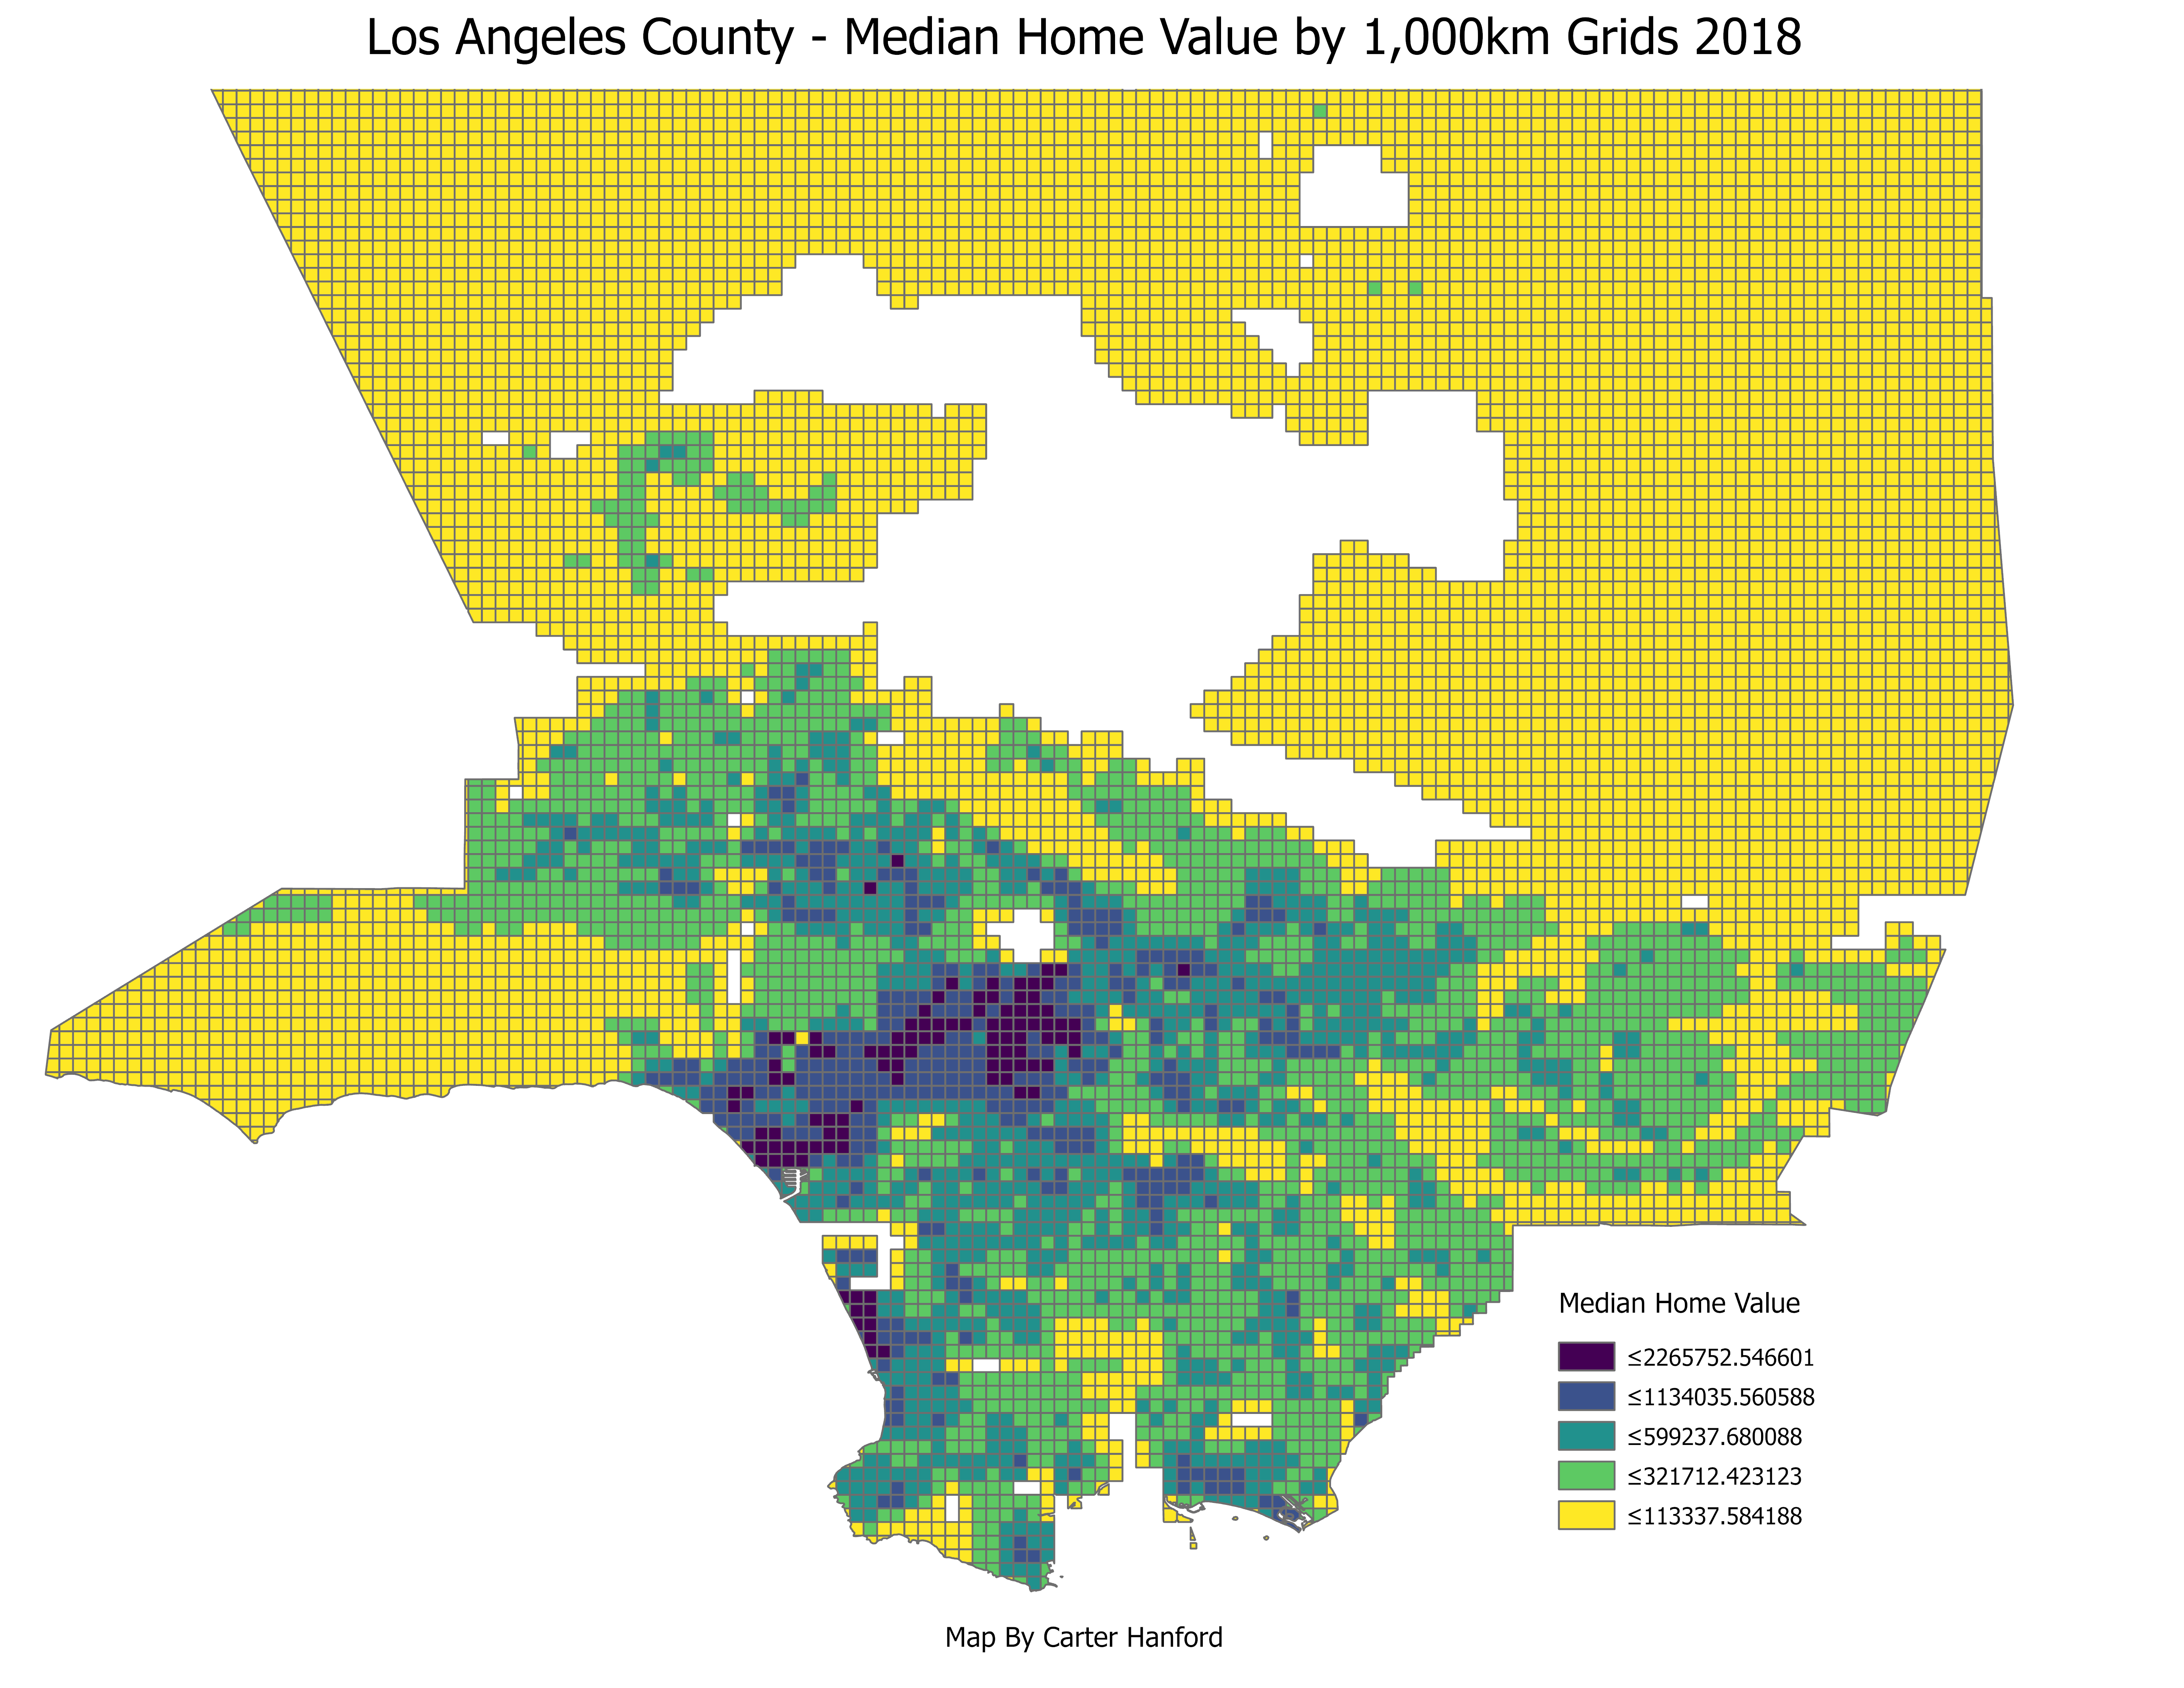 Los Angeles County - Median Home Value by 1,000km Grids 2018
Median Home Value
≤2265752.546601
≤1134035.560588
≤599237.680088
≤321712.423123
≤113337.584188
Map By Carter Hanford